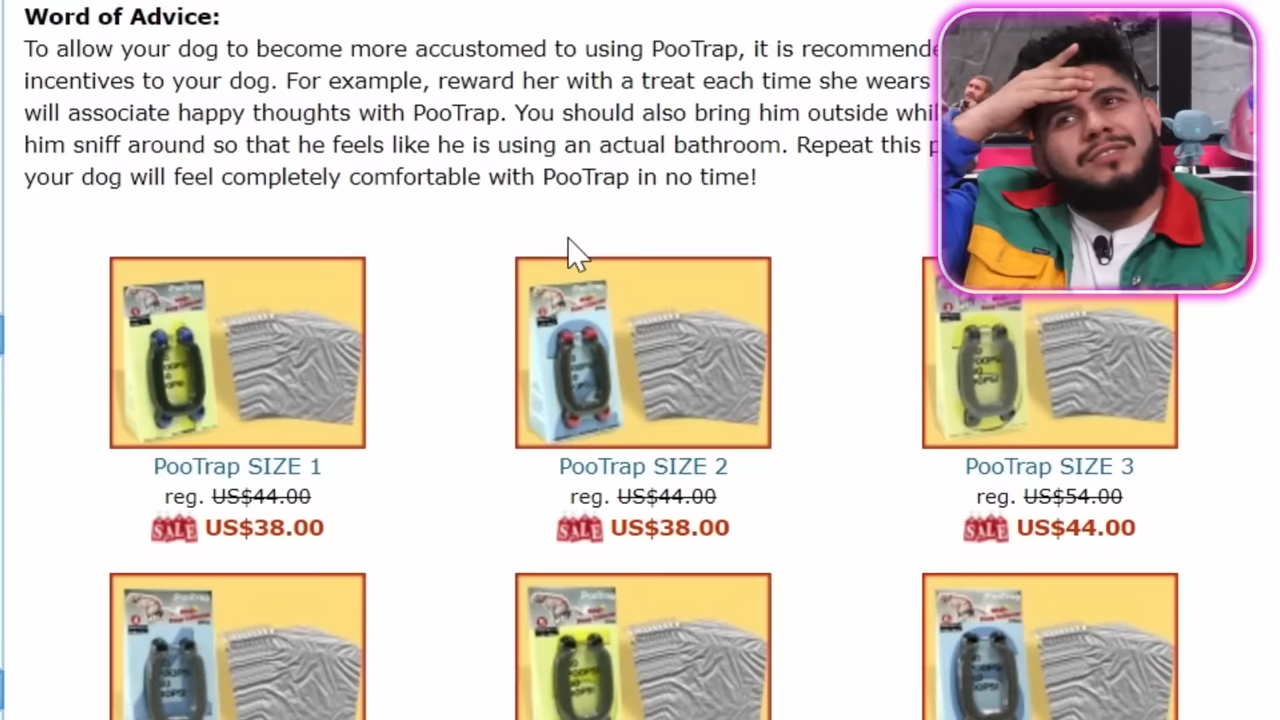 Word of Advice:
To allow your dog to become more accustomed to using PooTrap, it is
incentives to your dog. For example, reward her with a treat each time she wears
will associate happy thoughts with PooTrap. You should also bring him outside
him sniff around so that he feels like he is using an actual bathroom. Repeat this
your dog will feel completely comfortable with PooTrap in no time!
PooTrap
PooTrap SIZE 1
PooTrap SIZE 2
PooTrap SIZE 3
reg. US$44.00
reg. US$44.00
reg. US$54.00
SALE US$38.00
SALE US$38.00
SALE US$44.00